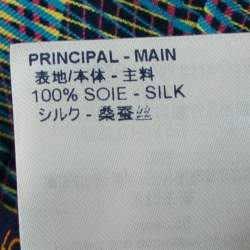 PRINCIPAL - MAIN
表地/本体 - 主料
100% SOIE - SILK
シルク - 桑蚕丝